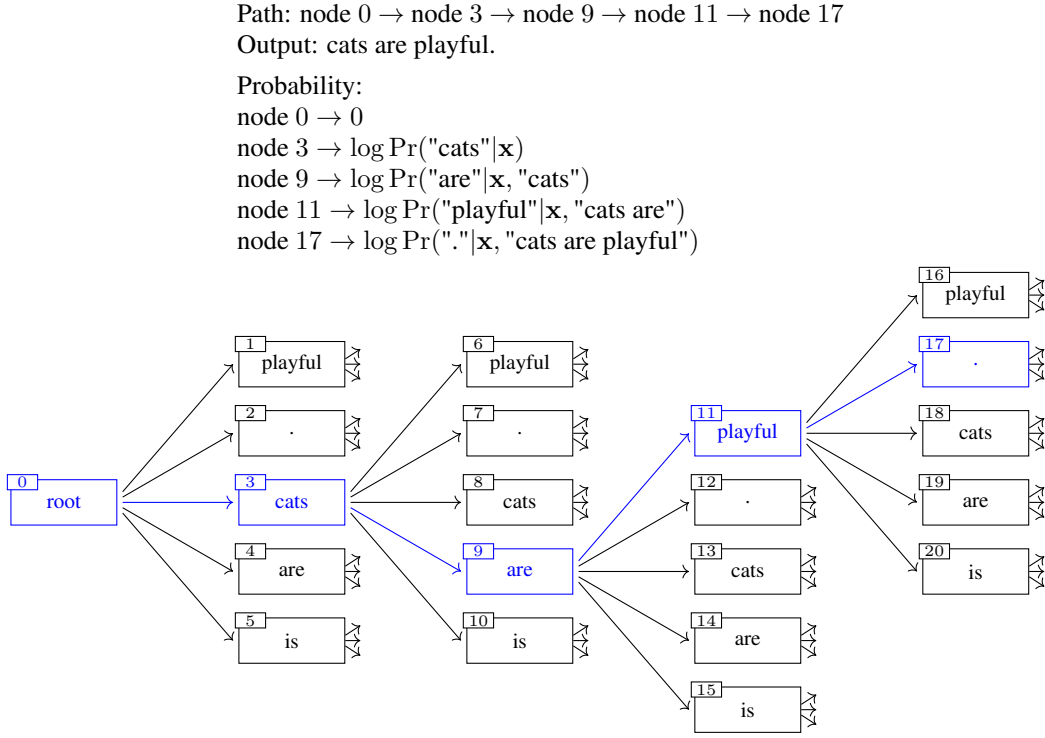 Path: node 0 → node 3 → node 9 → node 11 → node 17
Output: cats are playful.
Probability:
node 0 → 0
node 3 → log Pr("cats"|x)
node 9 → log Pr("are"|x, "cats")
node 11 → log Pr("playful"|x, "cats are")
node 17 → log Pr("."|x, "cats are playful")
0
root
1
playful
2
.
3
cats
4
are
5
is
6
playful
7
.
8
cats
9
are
10
is
11
playful
12
.
13
cats
14
are
15
is
16
playful
17
.
18
cats
19
are
20
is